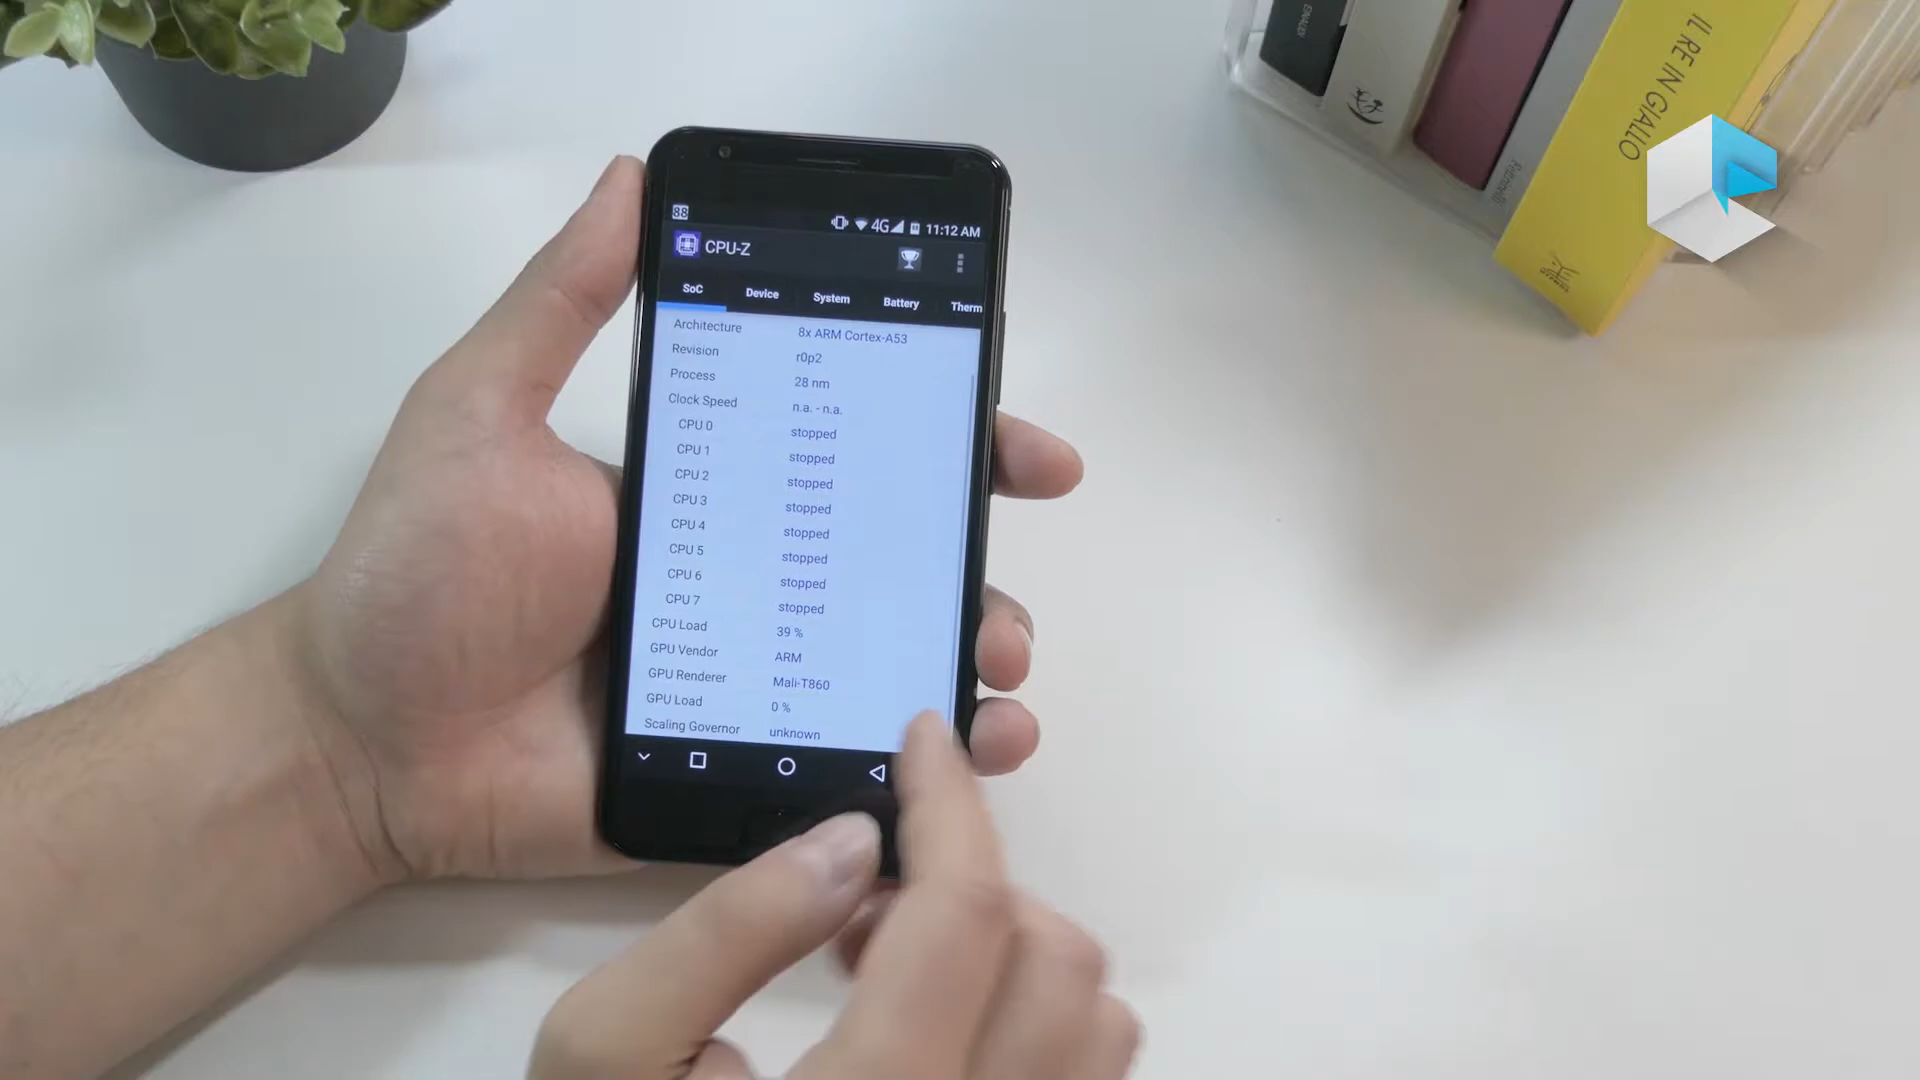 88
4G 11:12 AM
CPU-Z
SoC Device System Battery Therm
Architecture 8x ARM Cortex-A53
Revision r0p2
Process 28 nm
Clock Speed n.a. - n.a.
CPU 0 stopped
CPU 1 stopped
CPU 2 stopped
CPU 3 stopped
CPU 4 stopped
CPU 5 stopped
CPU 6 stopped
CPU 7 stopped
CPU Load 39 %
GPU Vendor ARM
GPU Renderer Mali-T860
GPU Load 0 %
Scaling Governor unknown
EINAUDI
IL RE IN GIALLO